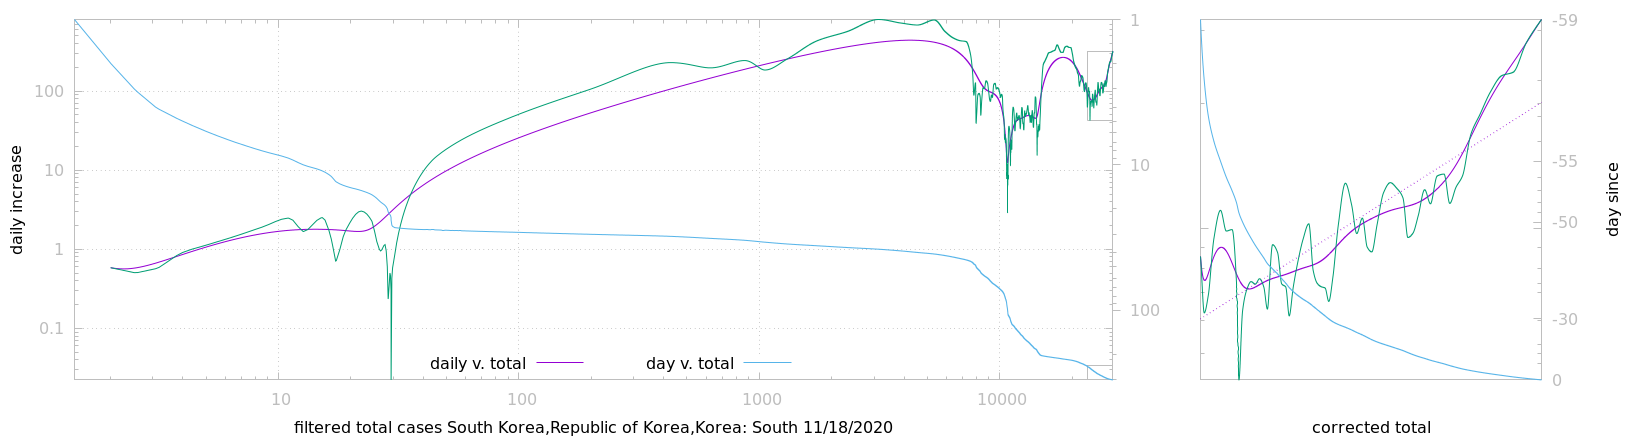 daily increase
100
10
1
0.1
10
100
1000
10000
1
10
100
daily v. total
day v. total
filtered total cases South Korea,Republic of Korea,Korea: South 11/18/2020
-59
-55
-50
-30
0
day since
corrected total